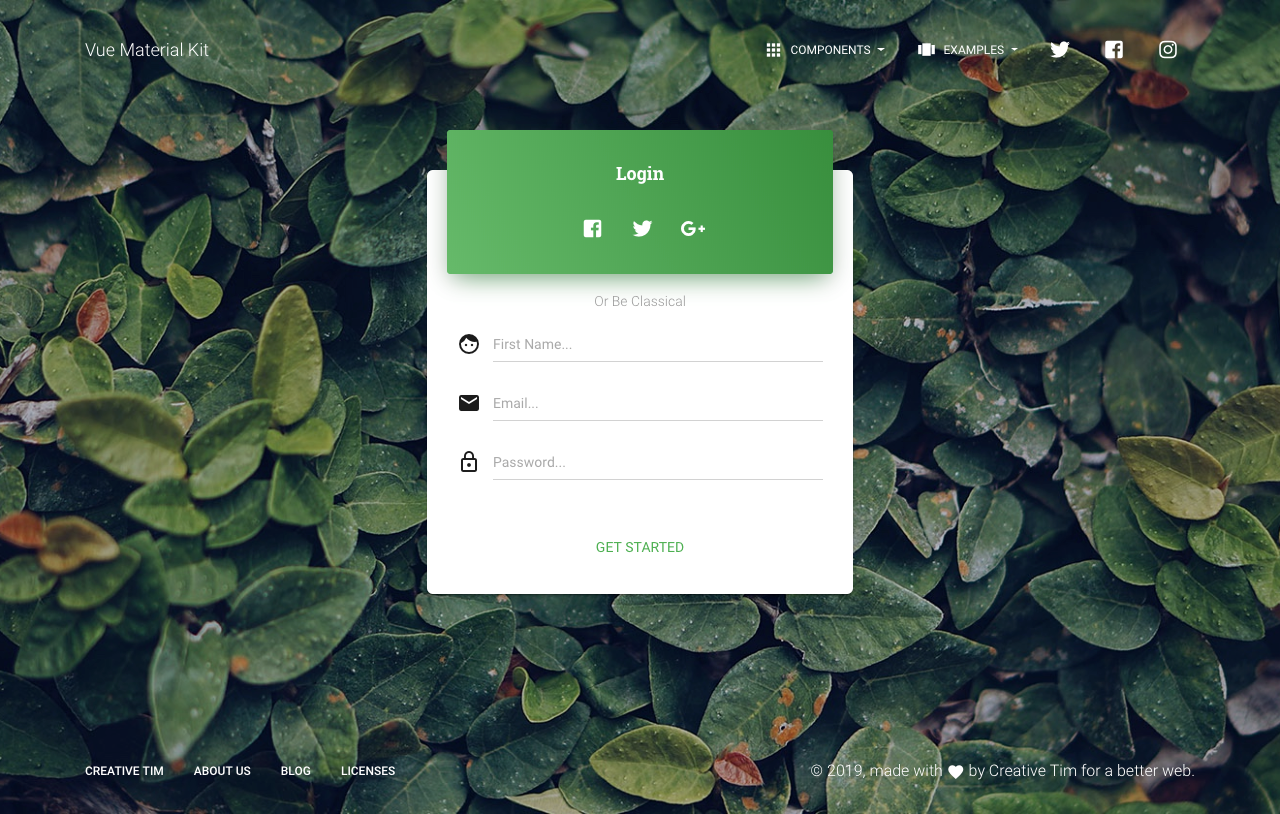 Vue Material Kit
COMPONENTS
EXAMPLES
Login
G+
Or Be Classical
First Name...
Email...
Password...
GET STARTED
CREATIVE TIM
ABOUT US
BLOG
LICENSES
© 2019, made with ♥ by Creative Tim for a better web.